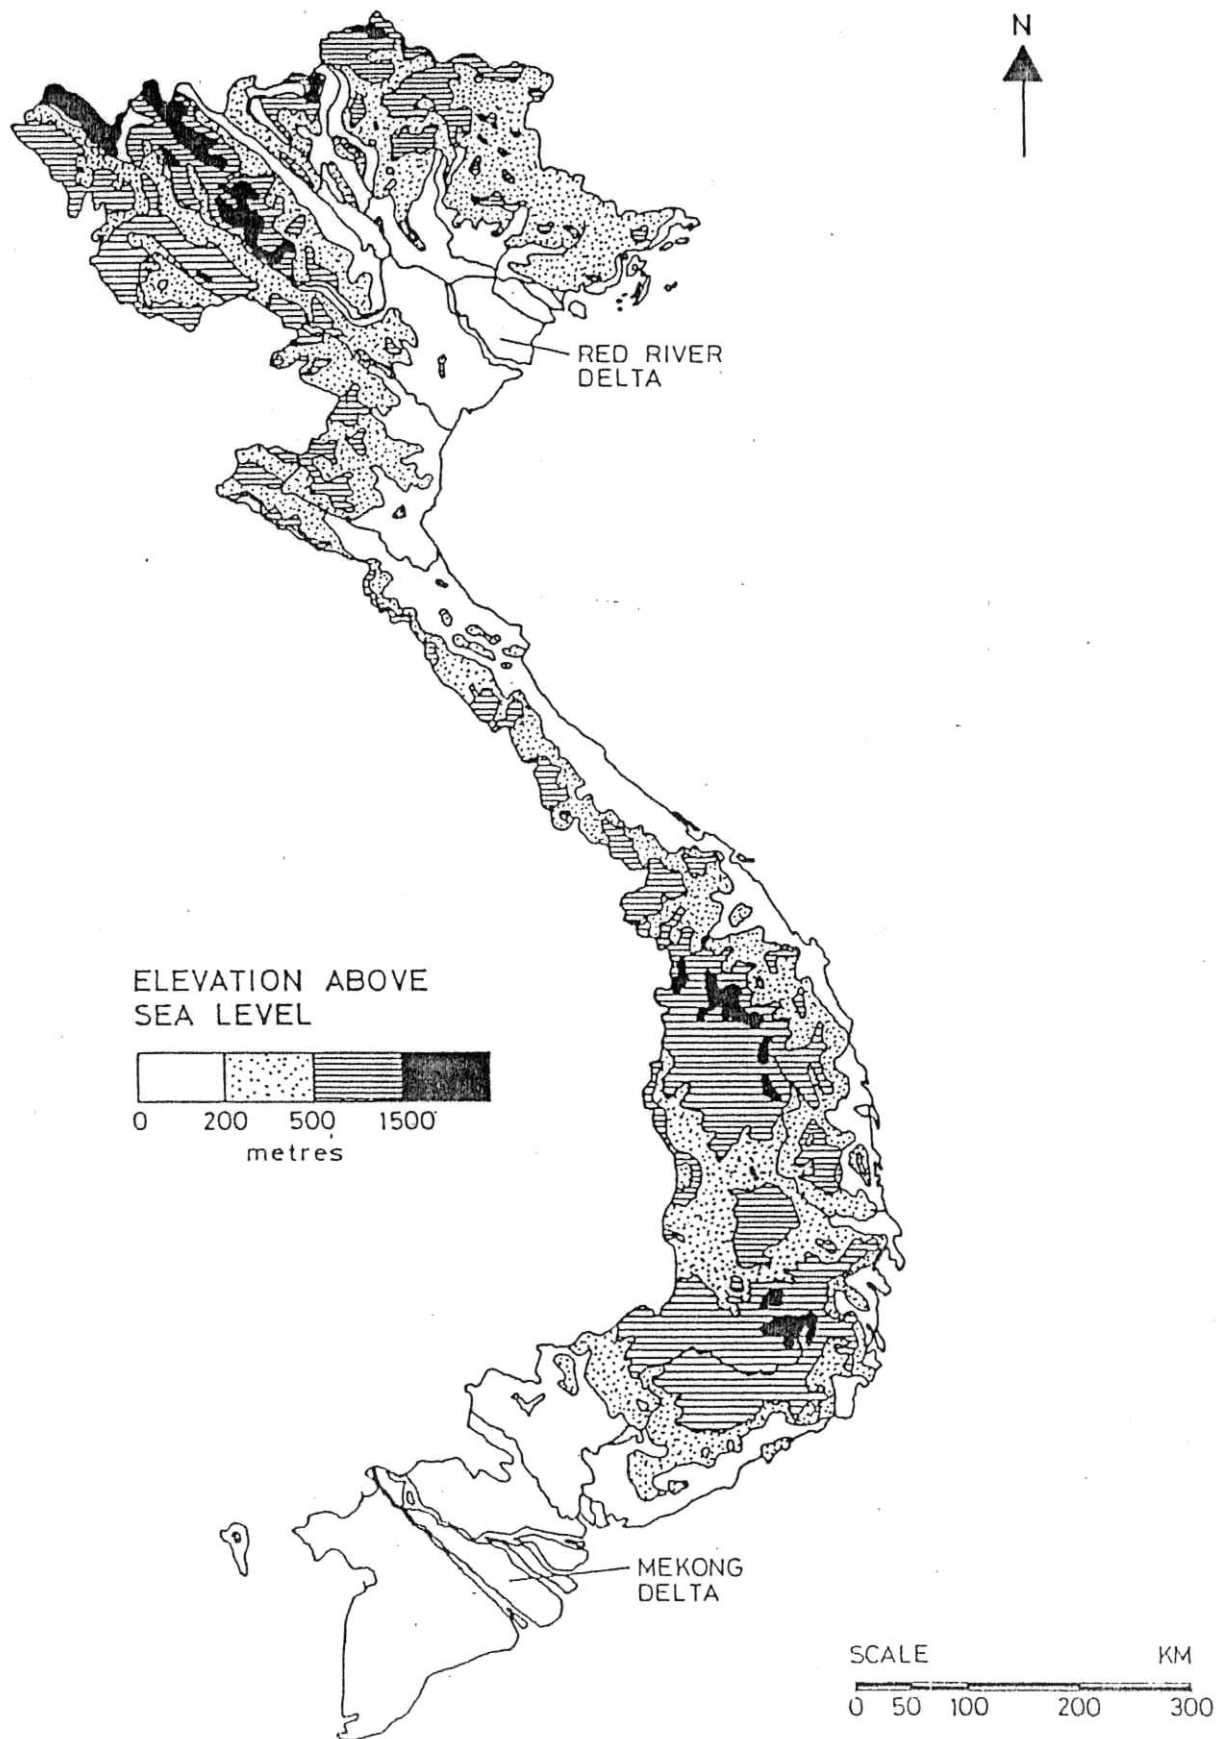 N
RED RIVER
DELTA
ELEVATION ABOVE
SEA LEVEL
0 200 500 1500
metres
MEKONG
DELTA
SCALE KM
0 50 100 200 300